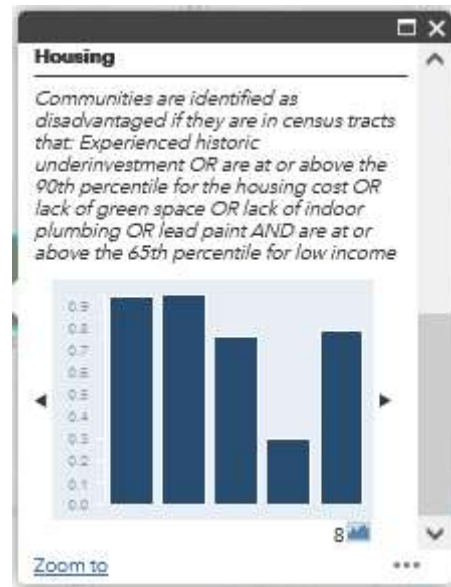 Housing
Communities are identified as
disadvantaged if they are in census tracts
that: Experienced historic
underinvestment OR are at or above the
90th percentile for the housing cost OR
lack of green space OR lack of indoor
plumbing OR lead paint AND are at or
above the 65th percentile for low income
0.9
0.8
0.7
0.6
0.5
0.4
0.3
0.2
0.1
0.0
8
Zoom to